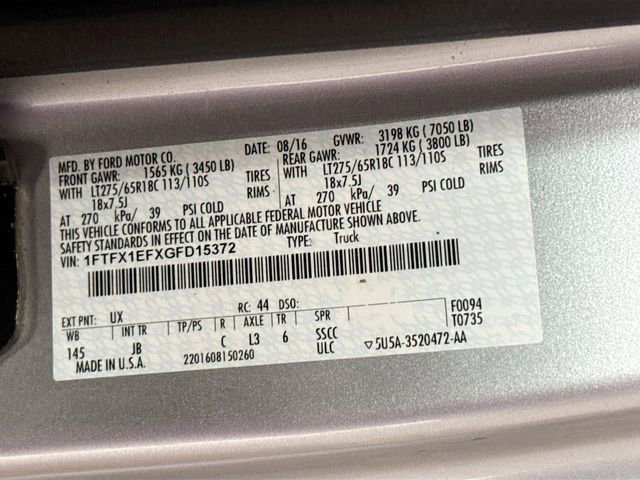 MFD. BY FORD MOTOR CO. DATE: 08/16 GVWR: 3198 KG ( 7050 LB)
FRONT GAWR: 1565 KG ( 3450 LB) REAR GAWR: 1724 KG ( 3800 LB)
WITH LT275/65R18C 113/110S TIRES WITH LT275/65R18C 113/110S TIRES
18x7.5J RIMS 18x7.5J RIMS
AT 270 kPa/ 39 PSI COLD AT 270 kPa/ 39 PSI COLD
THIS VEHICLE CONFORMS TO ALL APPLICABLE FEDERAL MOTOR VEHICLE
SAFETY STANDARDS IN EFFECT ON THE DATE OF MANUFACTURE SHOWN ABOVE.
VIN: 1FTFX1EFXGFD15372 TYPE: Truck
EXT PNT: UX RC: 44 DSO: F0094
WB INT TR TP/PS R AXLE TR SPR T0735
145 JB C L3 6 SSCC
MADE IN U.S.A. 2201608150260 ULC ▽5U5A-3520472-AA